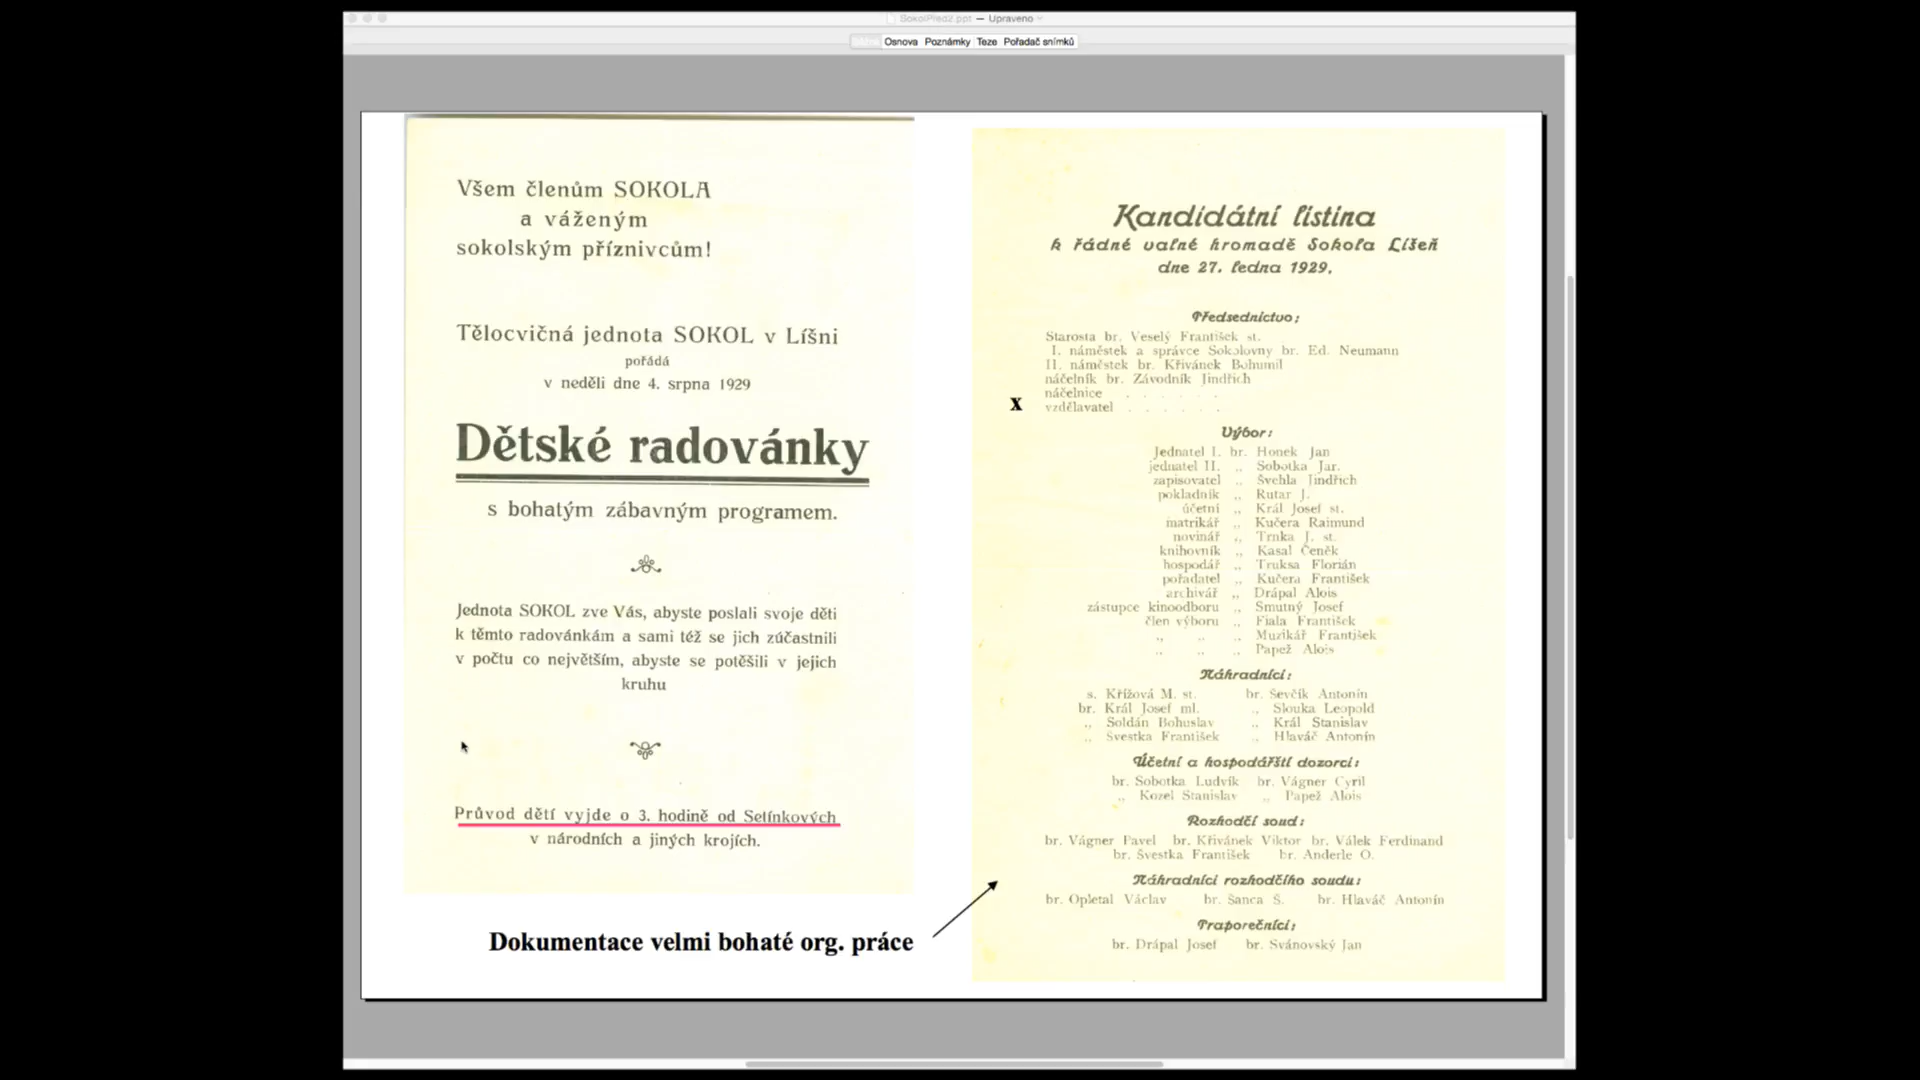 SokolPred2.ppt — Upraveno
Osnova Poznámky Teze Pořadač snímků
Všem členům SOKOLA
a váženým
sokolským příznivcům!
Tělocvičná jednota SOKOL v Líšni
pořádá
v neděli dne 4. srpna 1929
Dětské radovánky
s bohatým zábavným programem.
Jednota SOKOL zve Vás, abyste poslali svoje děti
k těmto radovánkám a sami též se jich zúčastnili
v počtu co největším, abyste se potěšili v jejich
kruhu
Průvod dětí vyjde o 3. hodině od Setínkových
v národních a jiných krojích.
Dokumentace velmi bohaté org. práce
x
Kandidátní listina
k řádné valné hromadě Sokola Líšeň
dne 27. ledna 1929.
Předsednictvo:
Starosta br. Veselý František st.
I. náměstek a správce Sokolovny br. Ed. Neumann
II. náměstek br. Křivánek Bohumil
náčelník br. Závodník Jindřich
náčelnice . . . . . .
vzdělavatel . . . . . .
Výbor:
Jednatel I. br. Honek Jan
jednatel II. „ Sobotka Jar.
zapisovatel „ Švehla Jindřich
pokladník „ Rutar J.
účetní „ Král Josef st.
matrikář „ Kučera Raimund
novinář „ Trnka J. st.
knihovník „ Kasal Čeněk
hospodář „ Truksa Florián
pořadatel „ Kučera František
archivář „ Drápal Alois
zástupce kinoodboru „ Smutný Josef
člen výboru „ Fiala František
„ „ „ Muzikář František
„ „ „ Papež Alois
Náhradníci:
s. Křížová M. st. br. Ševčík Antonín
br. Král Josef ml. „ Slouka Leopold
„ Soldán Bohuslav „ Král Stanislav
„ Švestka František „ Hlaváč Antonín
Účetní a hospodářští dozorci:
br. Sobotka Ludvík br. Vágner Cyril
„ Kozel Stanislav „ Papež Alois
Rozhodčí soud:
br. Vágner Pavel br. Křivánek Viktor br. Válek Ferdinand
br. Švestka František br. Anderle O.
Náhradníci rozhodčího soudu:
br. Opletal Václav br. Šanca Š. br. Hlaváč Antonín
Praporečníci:
br. Drápal Josef br. Svánovský Jan